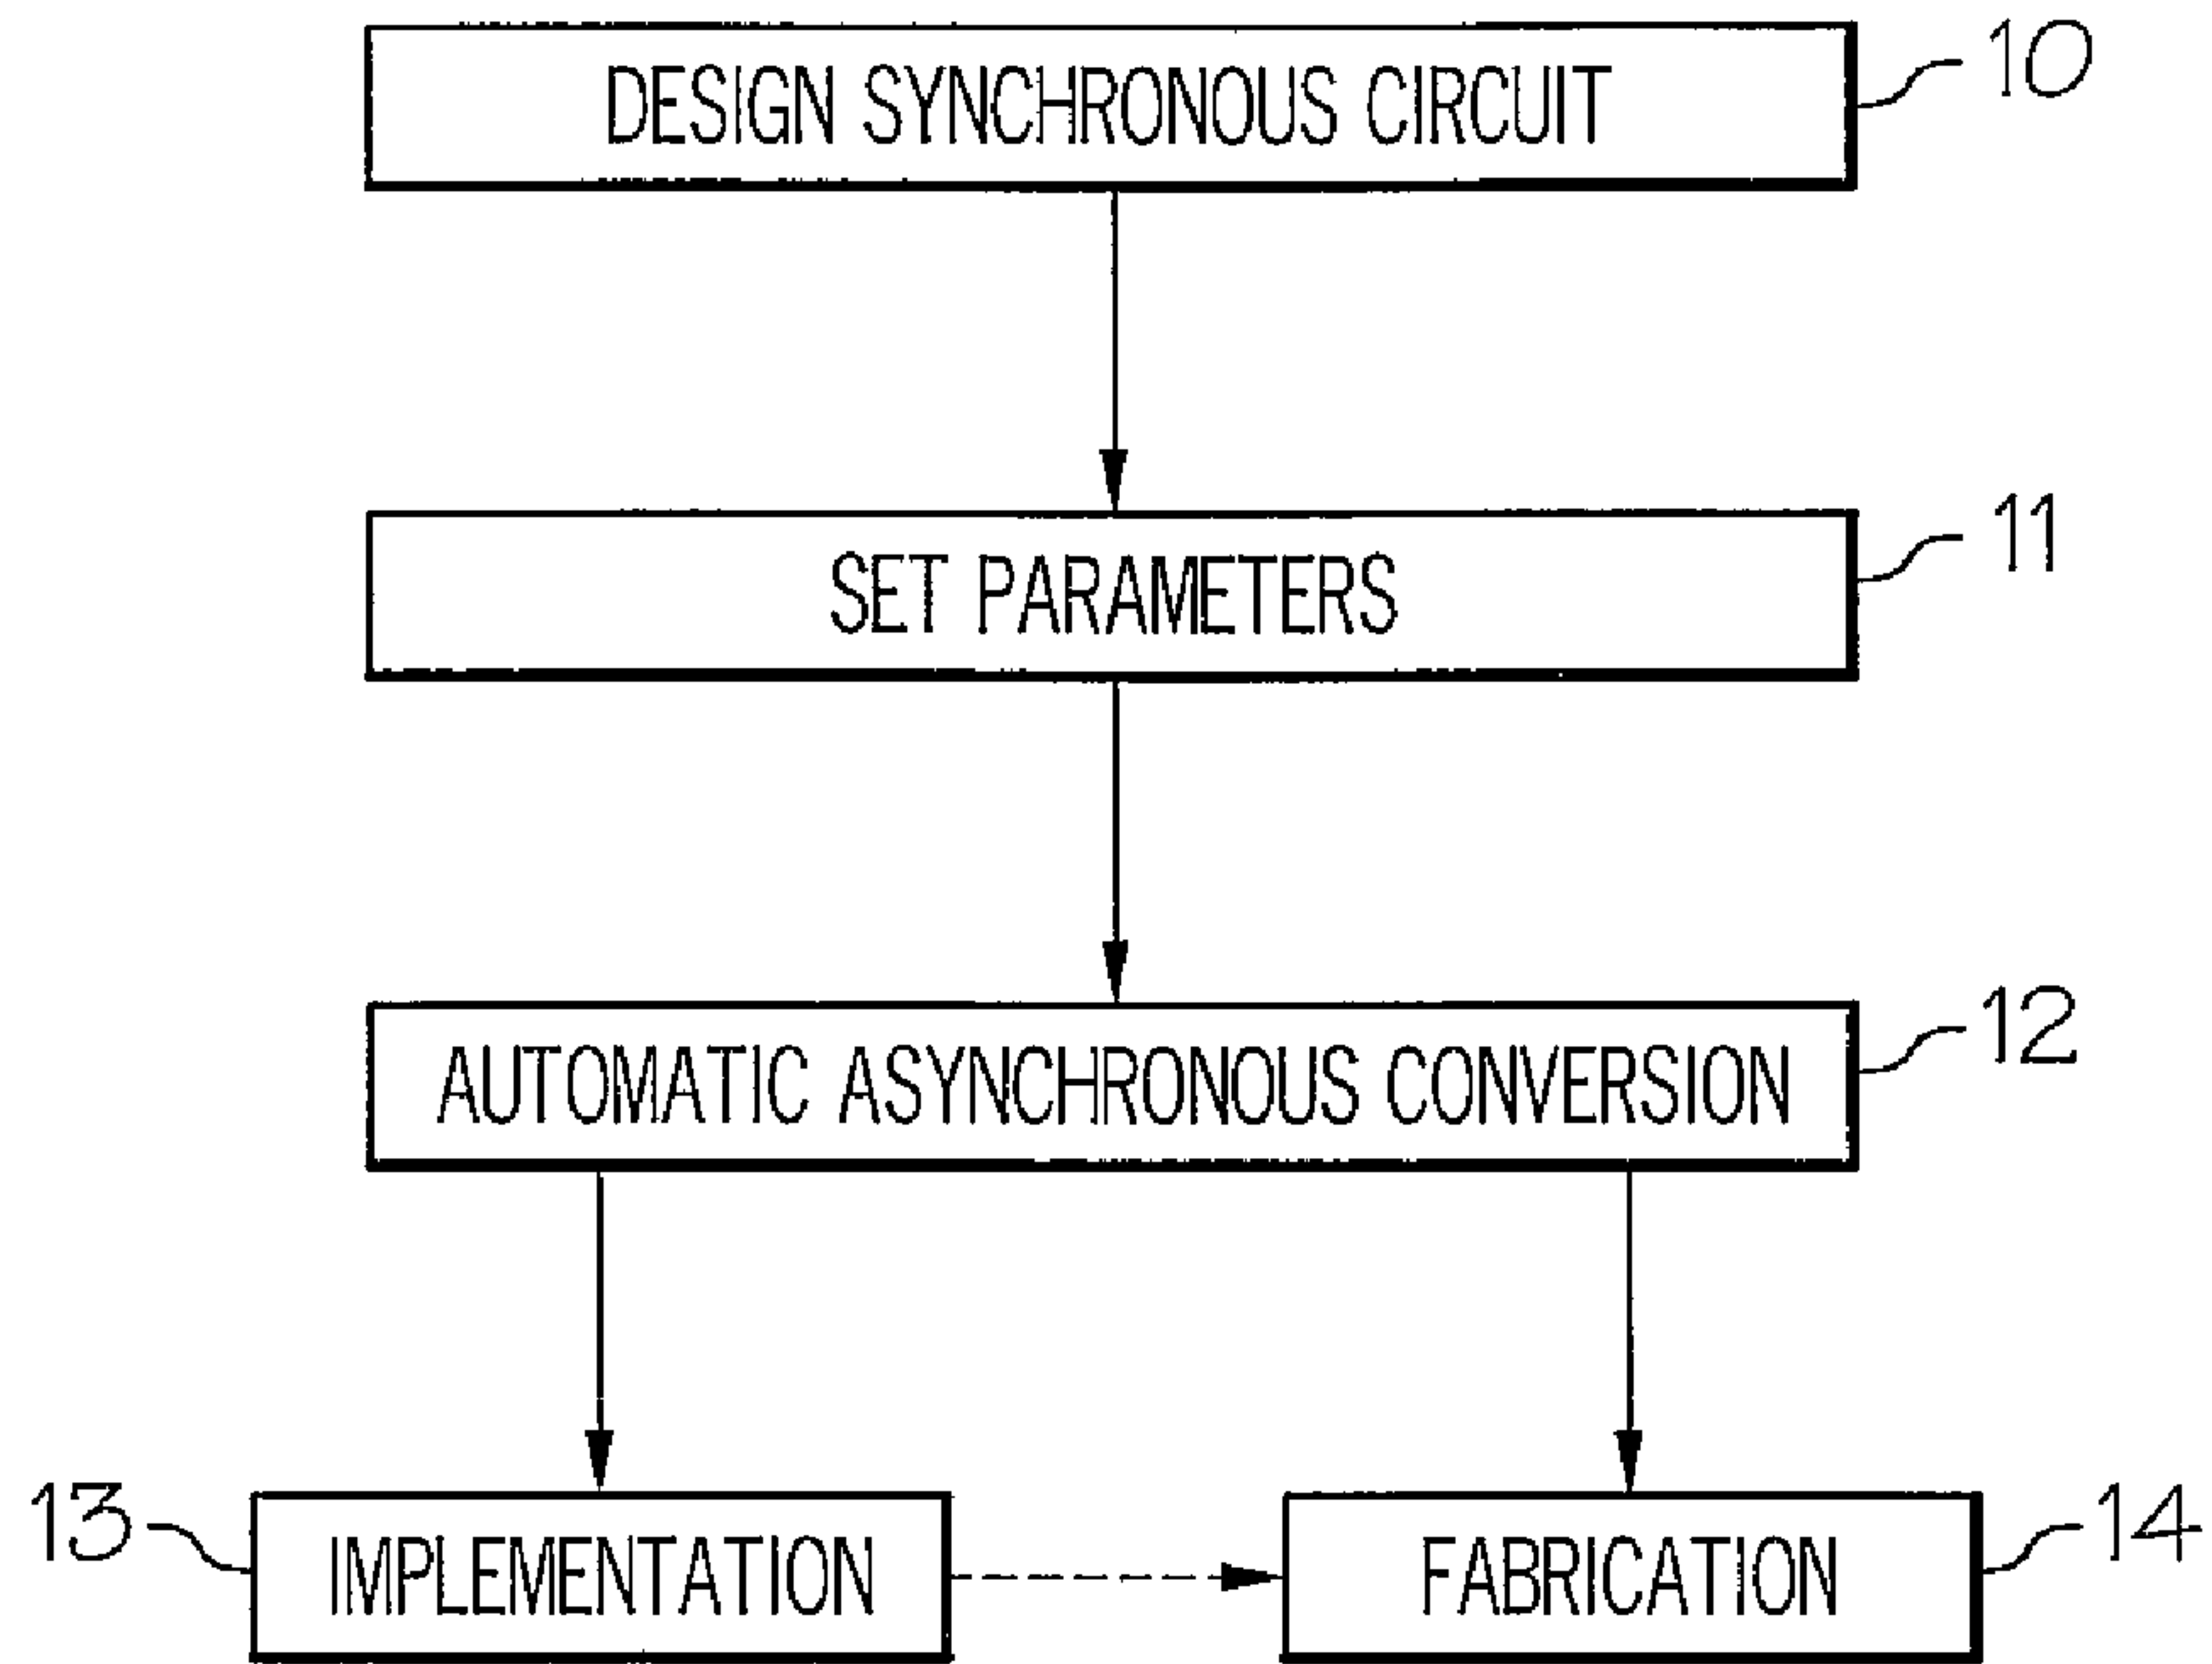 DESIGN SYNCHRONOUS CIRCUIT
10
SET PARAMETERS
11
AUTOMATIC ASYNCHRONOUS CONVERSION
12
13
IMPLEMENTATION
FABRICATION
14